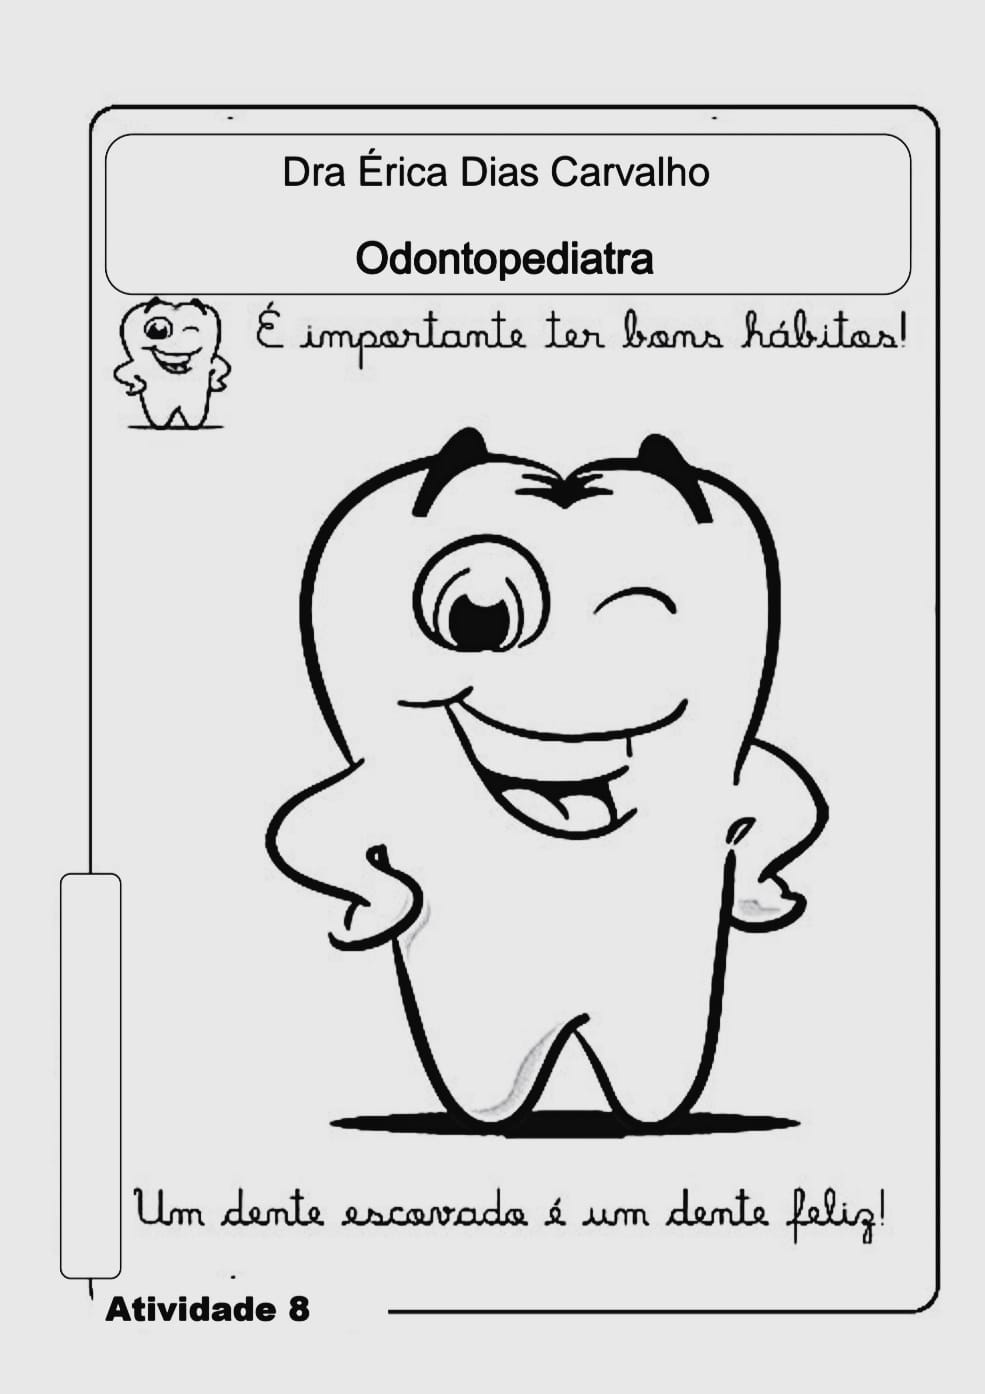 Dra Érica Dias Carvalho
Odontopediatra
É importante ter bons hábitos!
Um dente escovado é um dente feliz!
Atividade 8